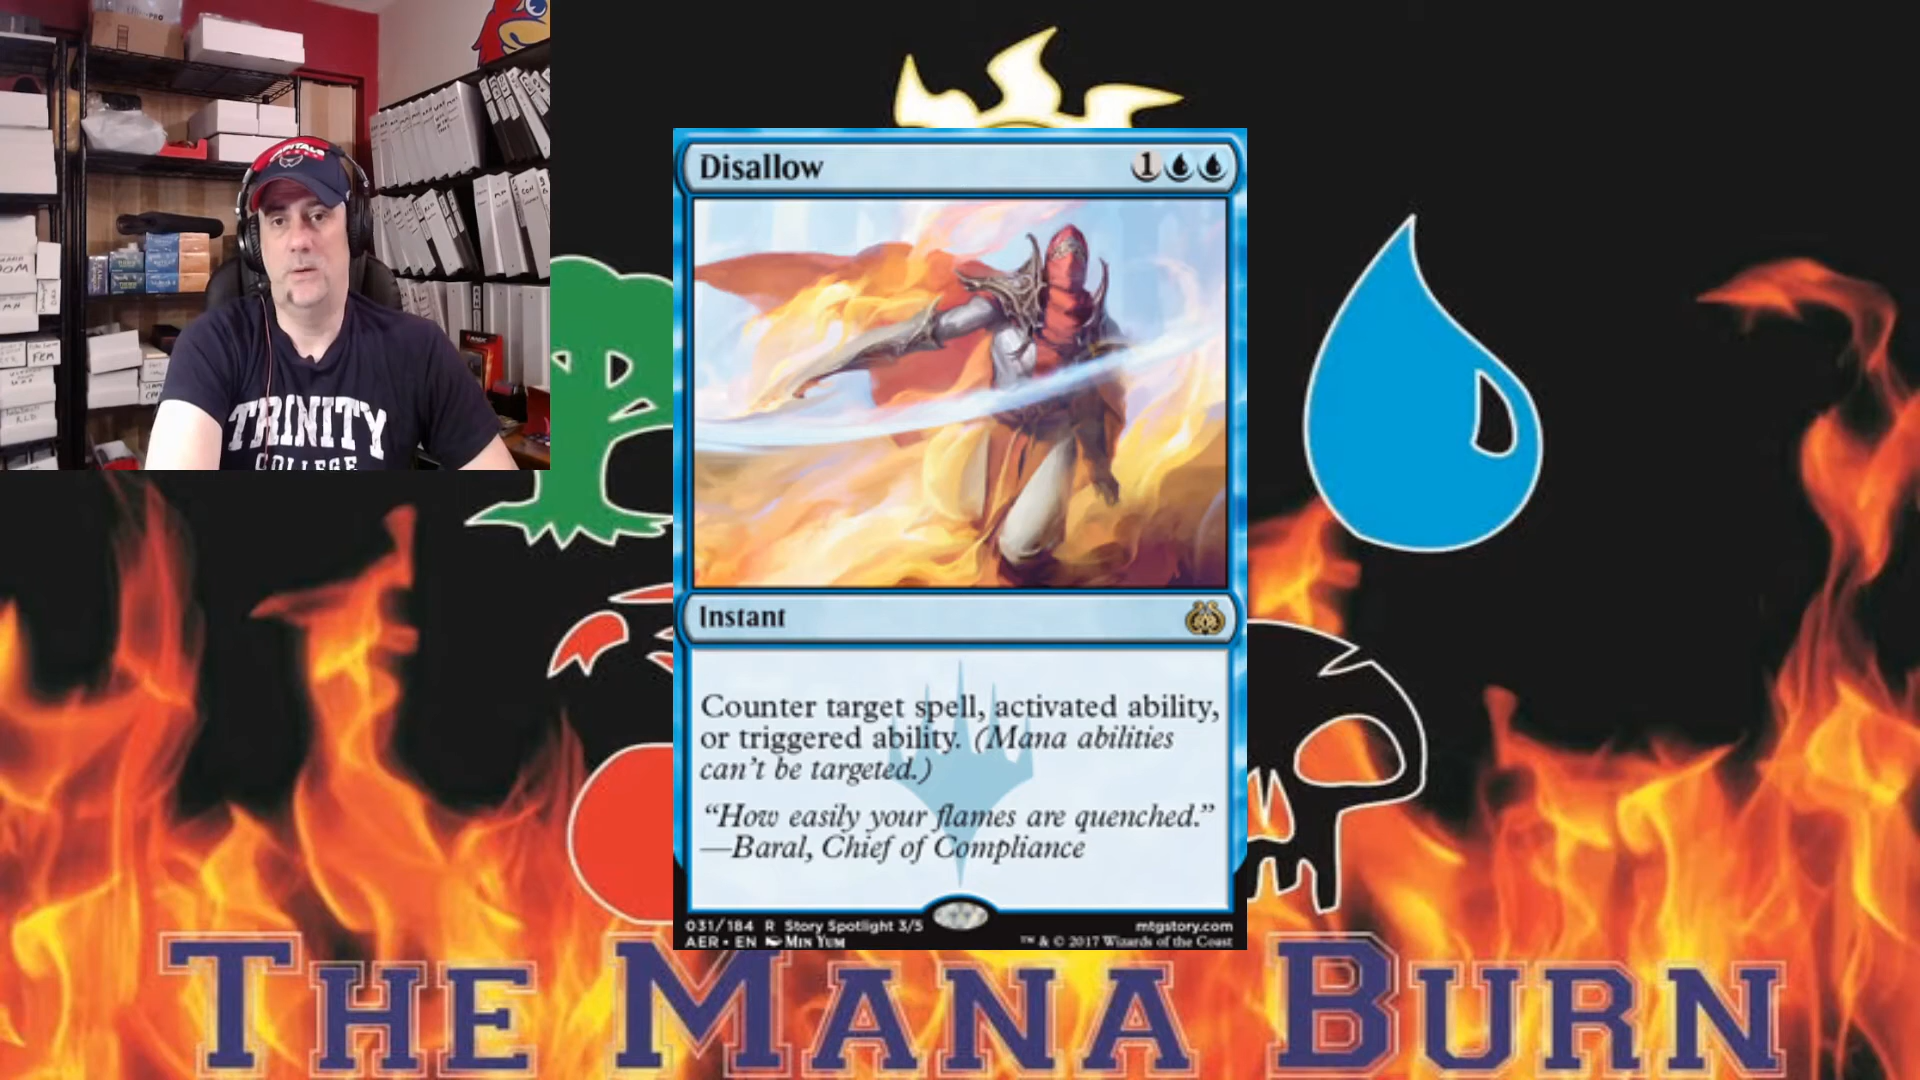 CAPITALS
TRINITY
COLLEGE
FEM
Disallow
1
Instant
Counter target spell, activated ability,
or triggered ability. (Mana abilities
can't be targeted.)
"How easily your flames are quenched."
—Baral, Chief of Compliance
031/184 R Story Spotlight 3/5
AER • EN Min Yum
mtgstory.com
™ & © 2017 Wizards of the Coast
THE MANA BURN